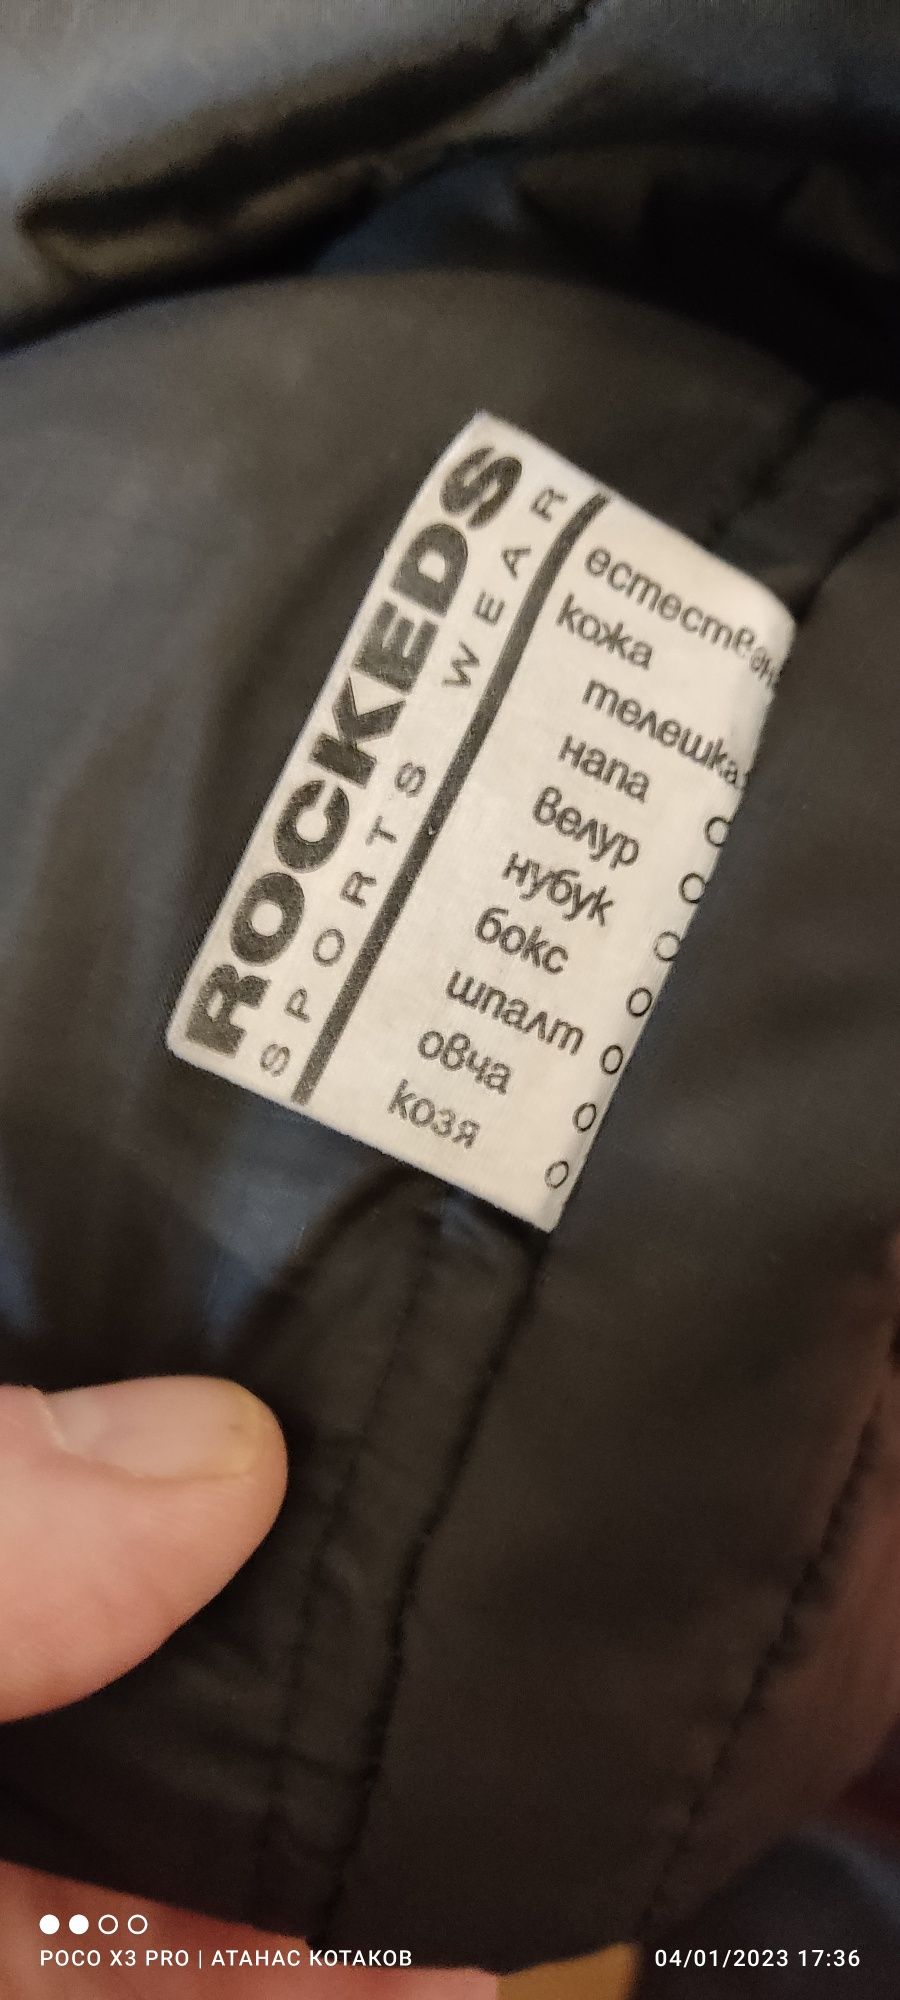 ROCKEDS
SPORTS WEAR
кожа
телешка
напа
велур
нубук
бокс
шпалт
овча
козя
POCO X3 PRO | АТАНАС КОТАКОВ
04/01/2023 17:36